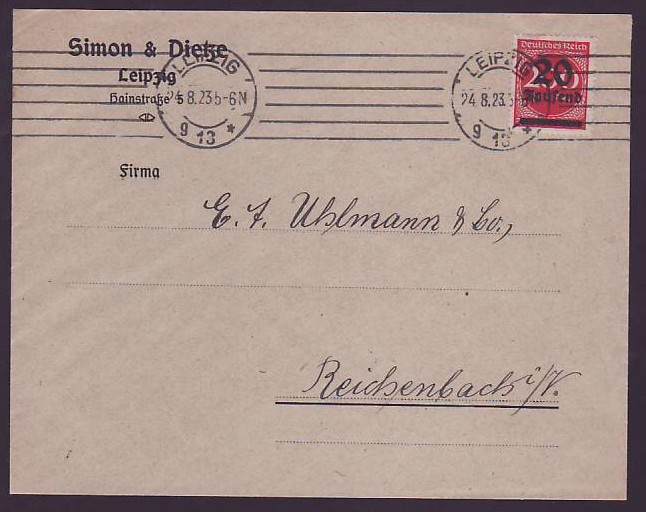 Simon & Dietze
Leipzig
Hainstraße 5
LEIPZIG
24.8.23 5-6N
9 13 *
LEIPZIG
24.8.23
9 13 *
Deutsches Reich
20
Tausend
Firma
E. A. Uhlmann & Co.,
Reichenbach i/V.